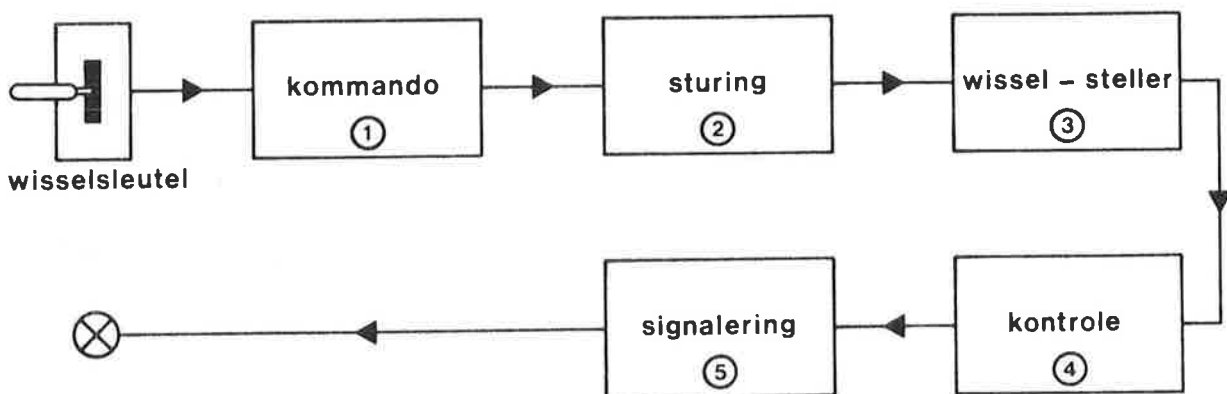 kommando
1
sturing
2
wissel - steller
3
wisselsleutel
signalering
5
kontrole
4